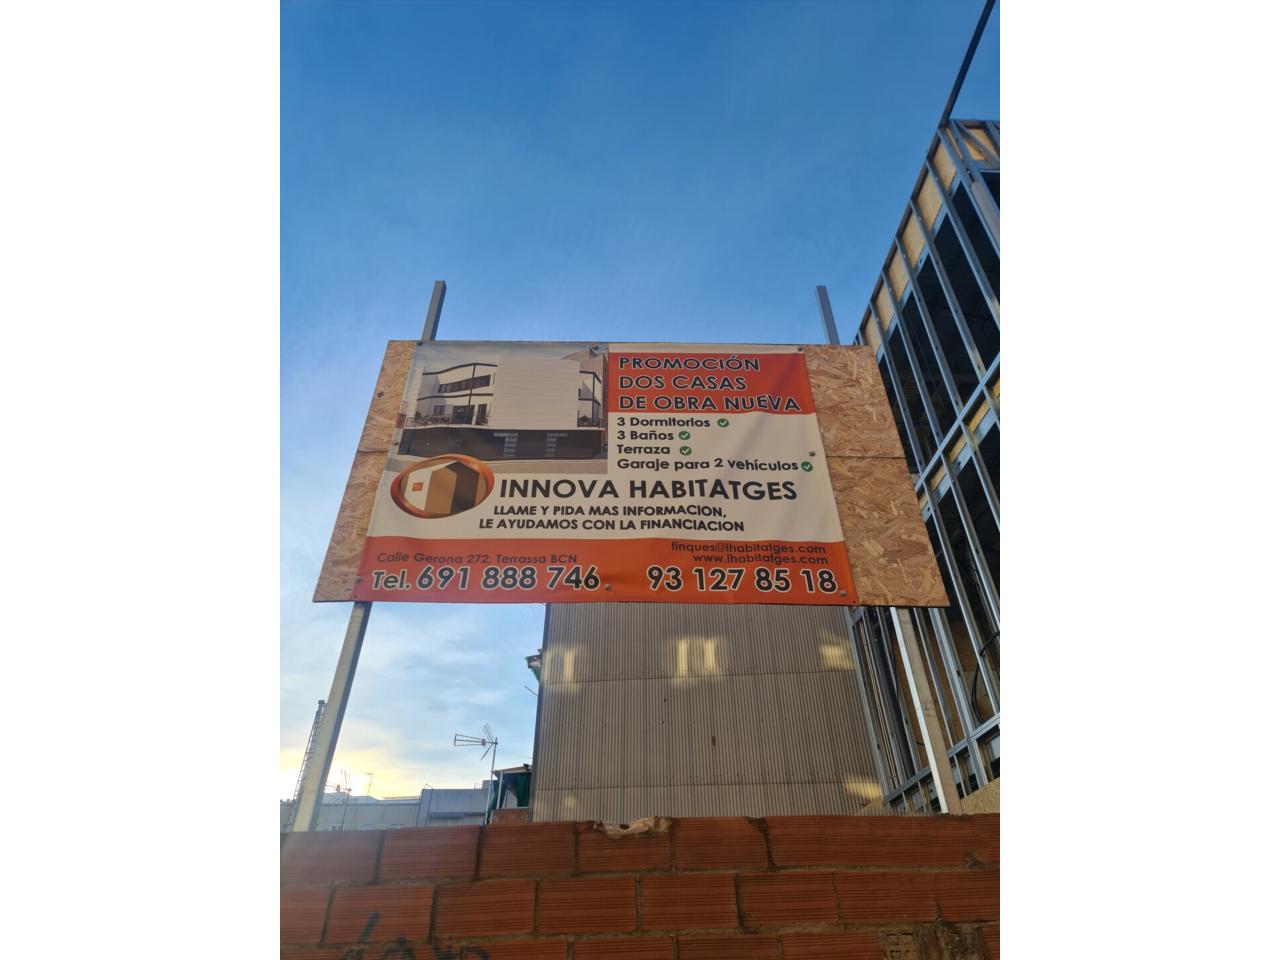 PROMOCIÓN
DOS CASAS
DE OBRA NUEVA
3 Dormitorios
3 Baños
Terraza
Garaje para 2 vehículos
INNOVA HABITATGES
LLAME Y PIDA MAS INFORMACION,
LE AYUDAMOS CON LA FINANCIACION
finques@ihabitatges.com
Calle Gerona 272, Terrassa BCN
www.ihabitatges.com
Tel. 691 888 746
93 127 85 18